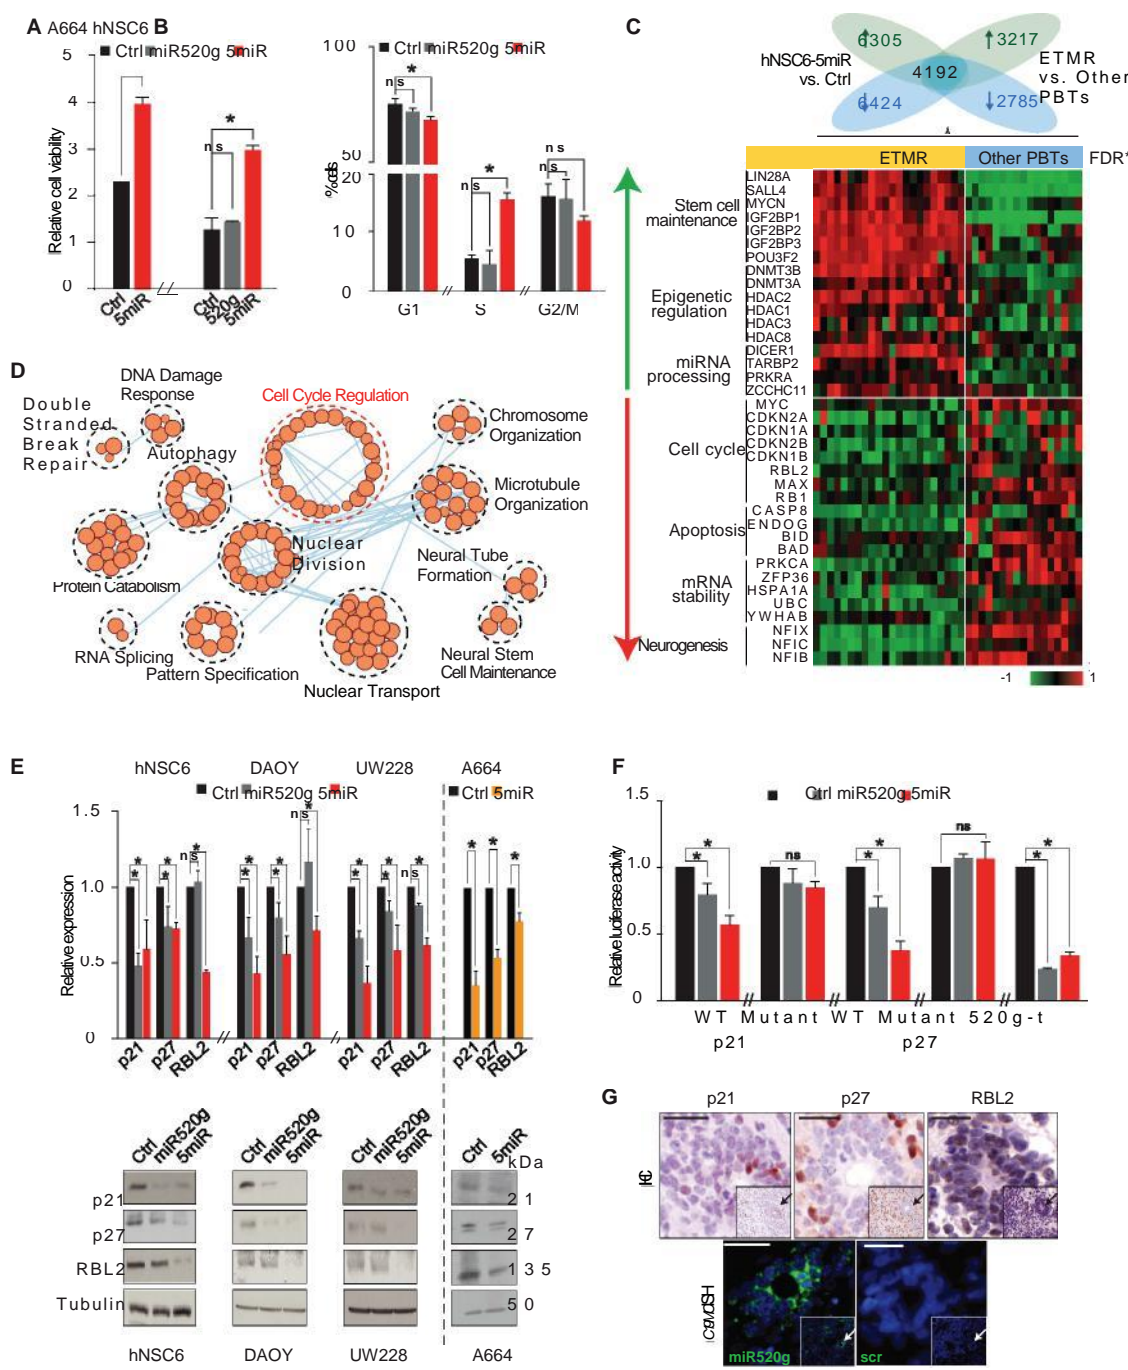 A A664 hNSC6 B
Ctrl miR520g 5miR
Relative cell viability
5
4
3
2
1
0
*
ns
Ctrl
5miR
Ctrl
520g
5miR
Ctrl miR520g 5miR
% cells
100
50
20
10
0
ns
*
ns
*
ns
ns
G1
S
G2/M
C
6305
3217
hNSC6-5miR
vs. Ctrl
4192
ETMR
vs. Other
PBTs
6424
2785
ETMR
Other PBTs
FDR*
Stem cell
maintenance
Epigenetic
regulation
miRNA
processing
Cell cycle
Apoptosis
mRNA
stability
Neurogenesis
LIN28A
SALL4
MYCN
IGF2BP1
IGF2BP2
IGF2BP3
POU3F2
DNMT3B
DNMT3A
HDAC2
HDAC1
HDAC3
HDAC8
DICER1
TARBP2
PRKRA
ZCCHC11
MYC
CDKN2A
CDKN1A
CDKN2B
CDKN1B
RBL2
MAX
RB1
CASP8
ENDOG
BID
BAD
PRKCA
ZFP36
HSPA1A
UBC
YWHAB
NFIX
NFIC
NFIB
-1
1
D
DNA Damage
Response
Double
Stranded
Break
Repair
Autophagy
Cell Cycle Regulation
Chromosome
Organization
Microtubule
Organization
Nuclear
Division
Neural Tube
Formation
Protein Catabolism
RNA Splicing
Pattern Specification
Nuclear Transport
Neural Stem
Cell Maintenance
E
hNSC6
DAOY
UW228
A664
Ctrl miR520g 5miR
Ctrl 5miR
Relative expression
1.5
1.0
0.5
0
* *
* *
ns *
* *
* *
ns *
* *
* *
ns *
*
*
*
p21
p27
RBL2
p21
p27
RBL2
p21
p27
RBL2
p21
p27
RBL2
Ctrl
miR520g
5miR
Ctrl
miR520g
5miR
Ctrl
miR520g
5miR
Ctrl
5miR
kDa
p21
21
p27
27
RBL2
135
Tubulin
50
hNSC6
DAOY
UW228
A664
F
Ctrl miR520g 5miR
Relative luciferase activity
1.5
1.0
0.5
0
* *
ns
* *
ns
* *
WT Mutant WT Mutant 520g-t
p21
p27
G
p21
p27
RBL2
IHC
miR520g
scr